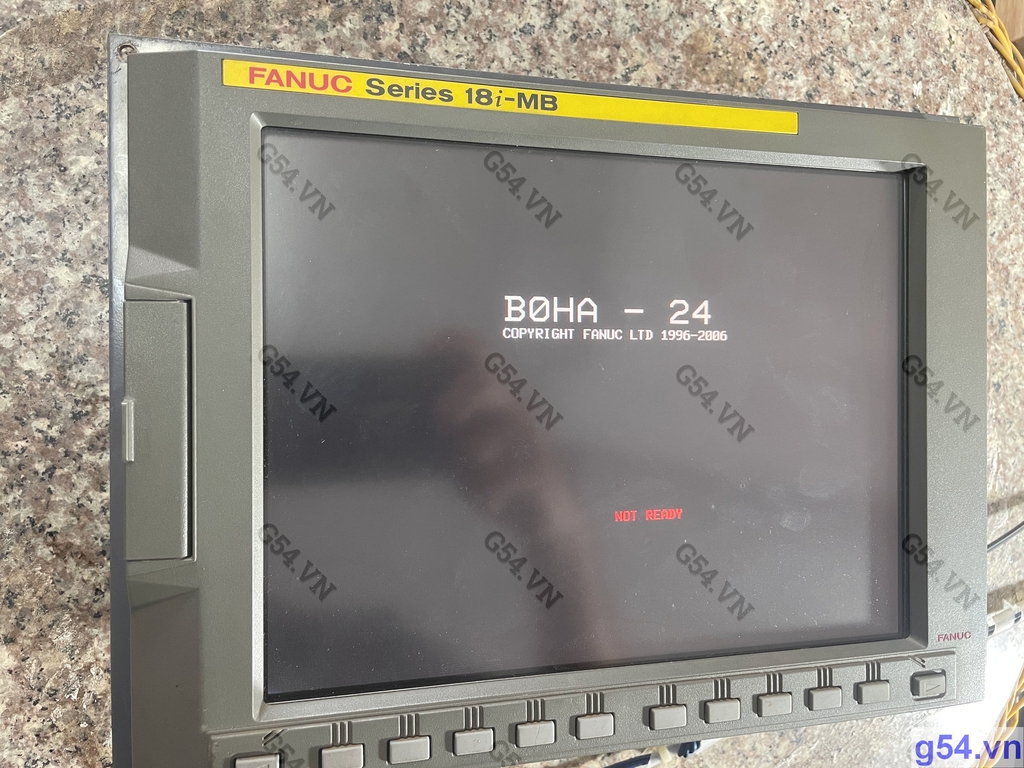 FANUC Series 18i-MB
G54.VN G54.VN G54.VN G54.VN
B0HA - 24
COPYRIGHT FANUC LTD 1996-2006
G54.VN G54.VN G54.VN G54.VN
NOT READY
G54.VN G54.VN G54.VN G54.VN
FANUC
g54.vn